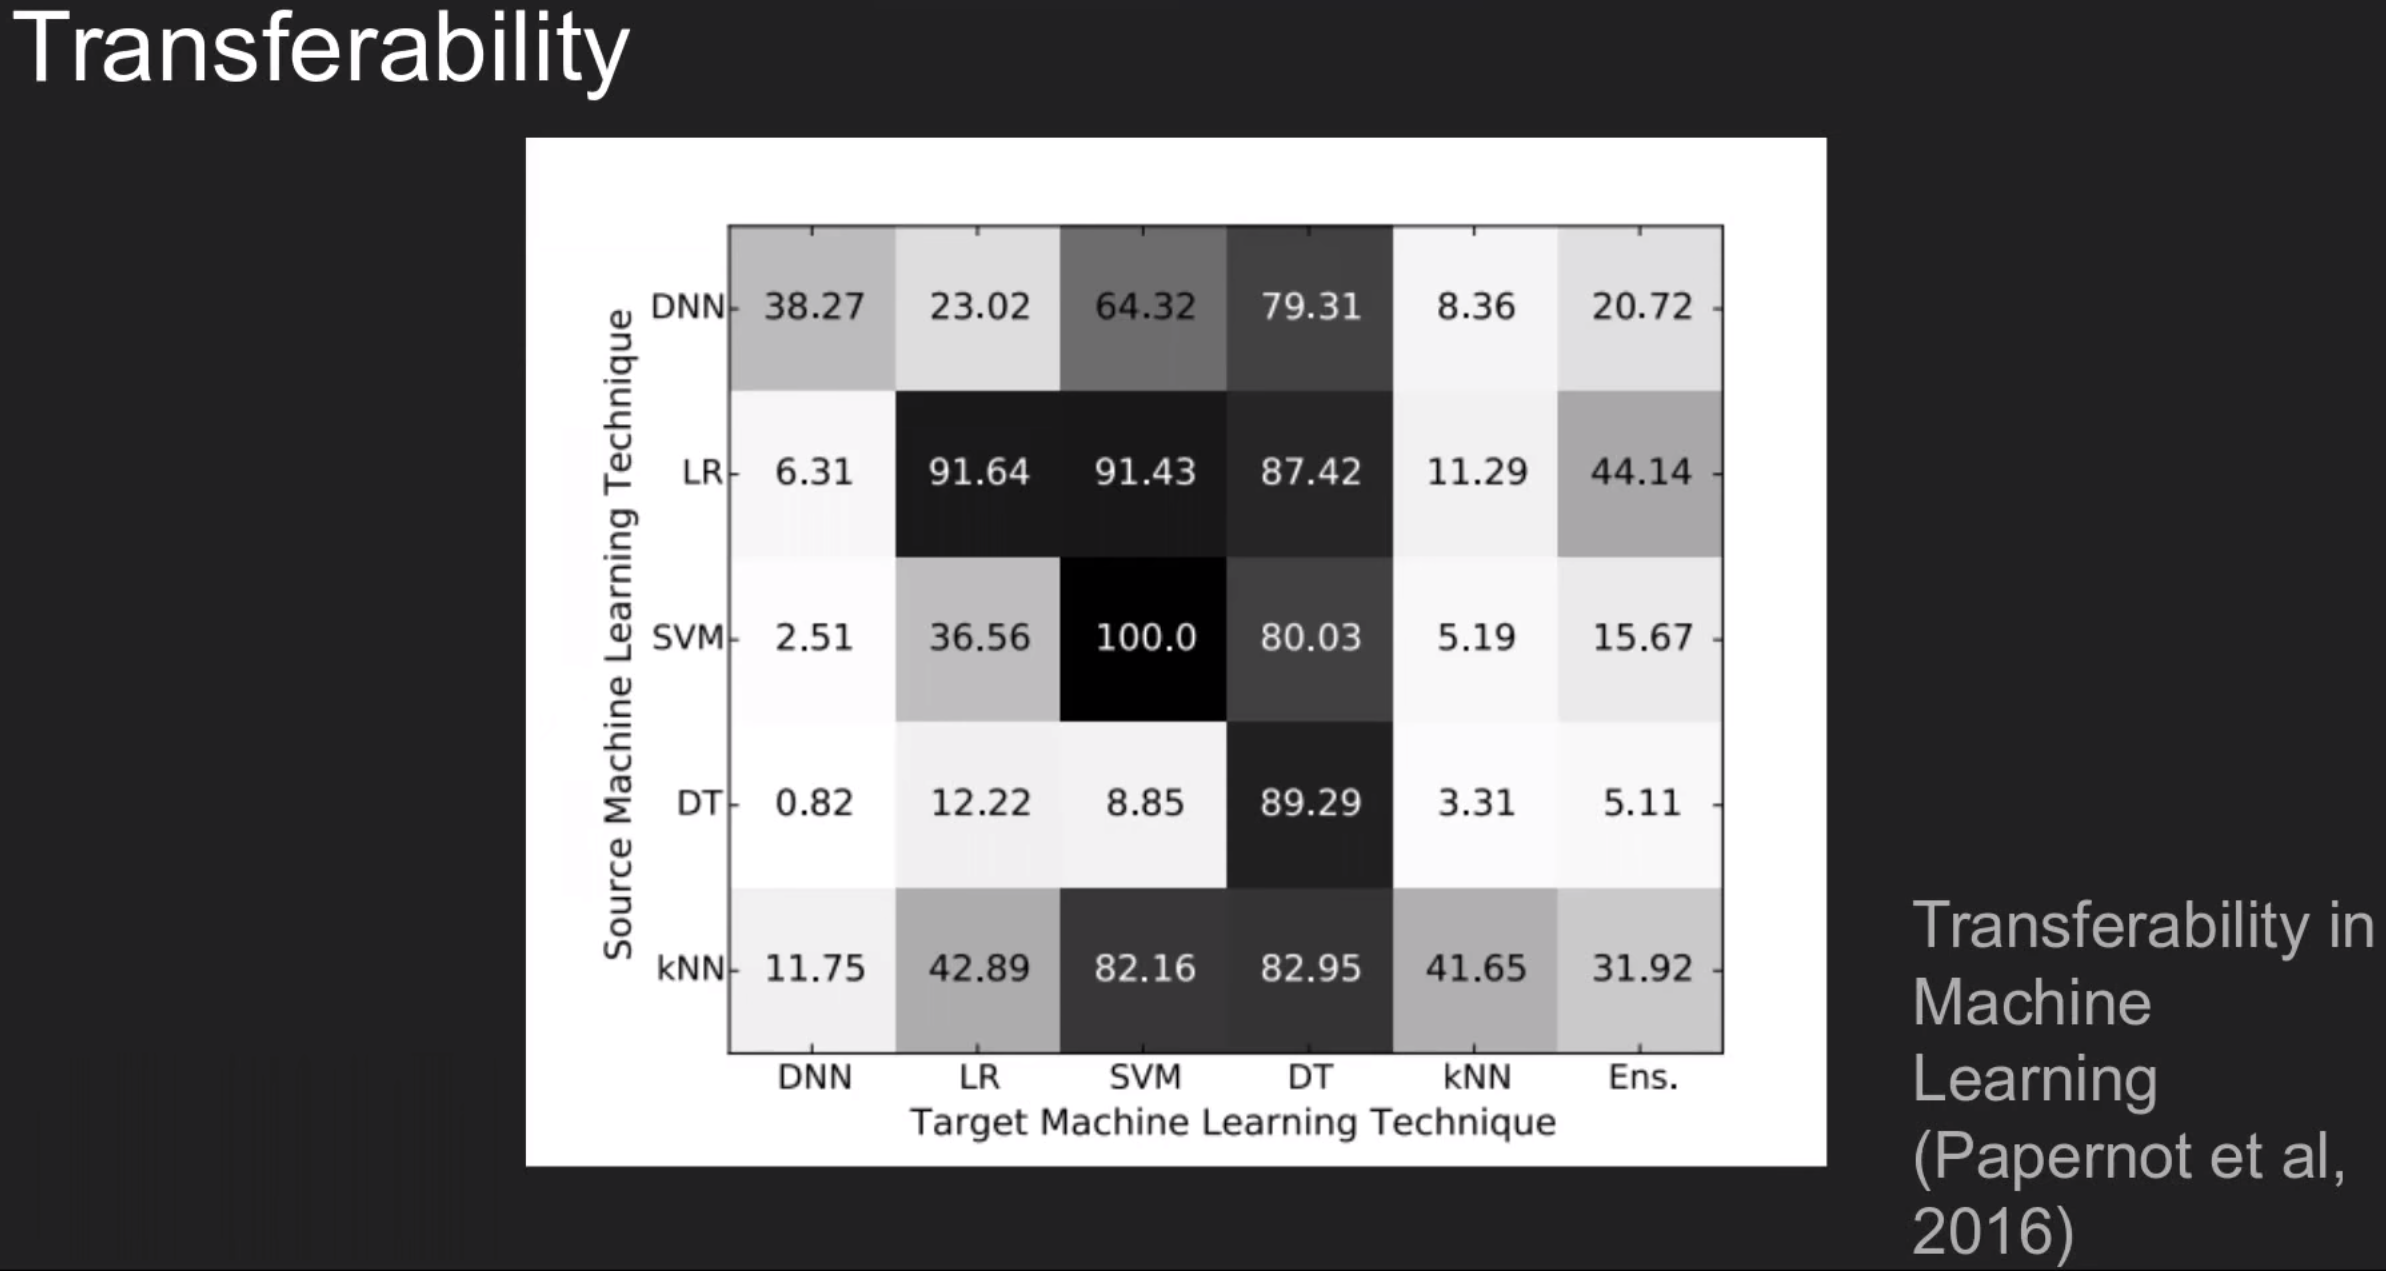 Transferability
Source Machine Learning Technique
DNN 38.27 23.02 64.32 79.31 8.36 20.72
LR 6.31 91.64 91.43 87.42 11.29 44.14
SVM 2.51 36.56 100.0 80.03 5.19 15.67
DT 0.82 12.22 8.85 89.29 3.31 5.11
kNN 11.75 42.89 82.16 82.95 41.65 31.92
DNN LR SVM DT kNN Ens.
Target Machine Learning Technique
Transferability in
Machine
Learning
(Papernot et al,
2016)